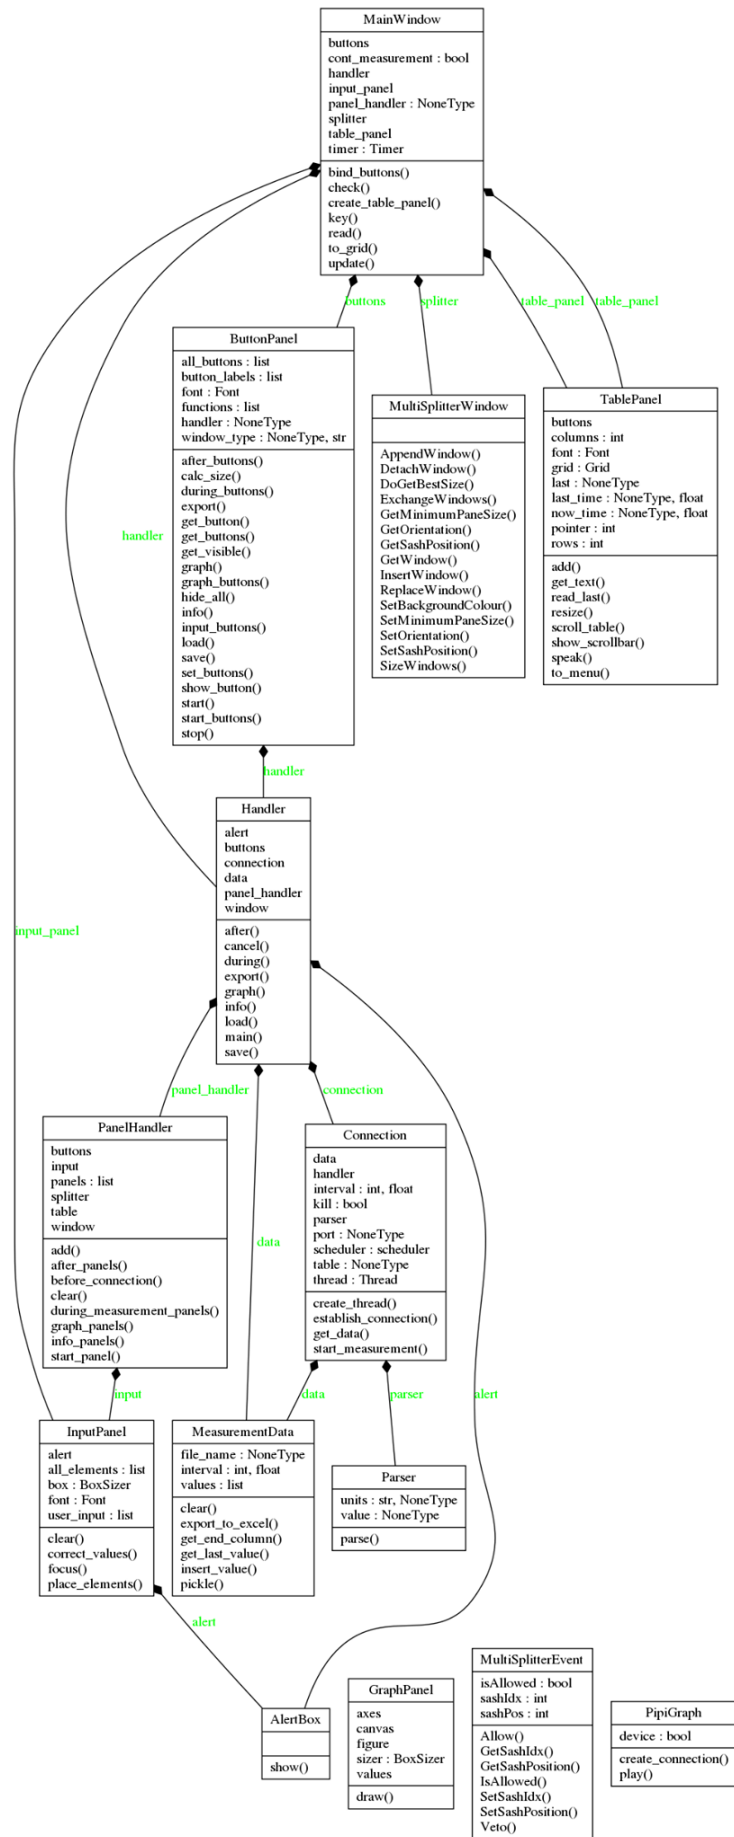 MainWindow
buttons
cont_measurement : bool
handler
input_panel
panel_handler : NoneType
splitter
table_panel
timer : Timer
bind_buttons()
check()
create_table_panel()
key()
read()
to_grid()
update()
buttons
splitter
table_panel
table_panel
ButtonPanel
all_buttons : list
button_labels : list
font : Font
functions : list
handler : NoneType
window_type : NoneType, str
after_buttons()
calc_size()
during_buttons()
export()
get_button()
get_buttons()
get_visible()
graph()
graph_buttons()
hide_all()
info()
input_buttons()
load()
save()
set_buttons()
show_button()
start()
start_buttons()
stop()
MultiSplitterWindow
AppendWindow()
DetachWindow()
DoGetBestSize()
ExchangeWindows()
GetMinimumPaneSize()
GetOrientation()
GetSashPosition()
GetWindow()
InsertWindow()
ReplaceWindow()
SetBackgroundColour()
SetMinimumPaneSize()
SetOrientation()
SetSashPosition()
SizeWindows()
TablePanel
buttons
columns : int
font : Font
grid : Grid
last : NoneType
last_time : NoneType, float
now_time : NoneType, float
pointer : int
rows : int
add()
get_text()
read_last()
resize()
scroll_table()
show_scrollbar()
speak()
to_menu()
handler
handler
Handler
alert
buttons
connection
data
panel_handler
window
after()
cancel()
during()
export()
graph()
info()
load()
main()
save()
input_panel
panel_handler
connection
PanelHandler
buttons
input
panels : list
splitter
table
window
add()
after_panels()
before_connection()
clear()
during_measurement_panels()
graph_panels()
info_panels()
start_panel()
data
Connection
data
handler
interval : int, float
kill : bool
parser
port : NoneType
scheduler : scheduler
table : NoneType
thread : Thread
create_thread()
establish_connection()
get_data()
start_measurement()
input
data
parser
alert
InputPanel
alert
all_elements : list
box : BoxSizer
font : Font
user_input : list
clear()
correct_values()
focus()
place_elements()
MeasurementData
file_name : NoneType
interval : int, float
values : list
clear()
export_to_excel()
get_end_column()
get_last_value()
insert_value()
pickle()
Parser
units : str, NoneType
value : NoneType
parse()
alert
AlertBox
show()
GraphPanel
axes
canvas
figure
sizer : BoxSizer
values
draw()
MultiSplitterEvent
isAllowed : bool
sashIdx : int
sashPos : int
Allow()
GetSashIdx()
GetSashPosition()
IsAllowed()
SetSashIdx()
SetSashPosition()
Veto()
PipiGraph
device : bool
create_connection()
play()